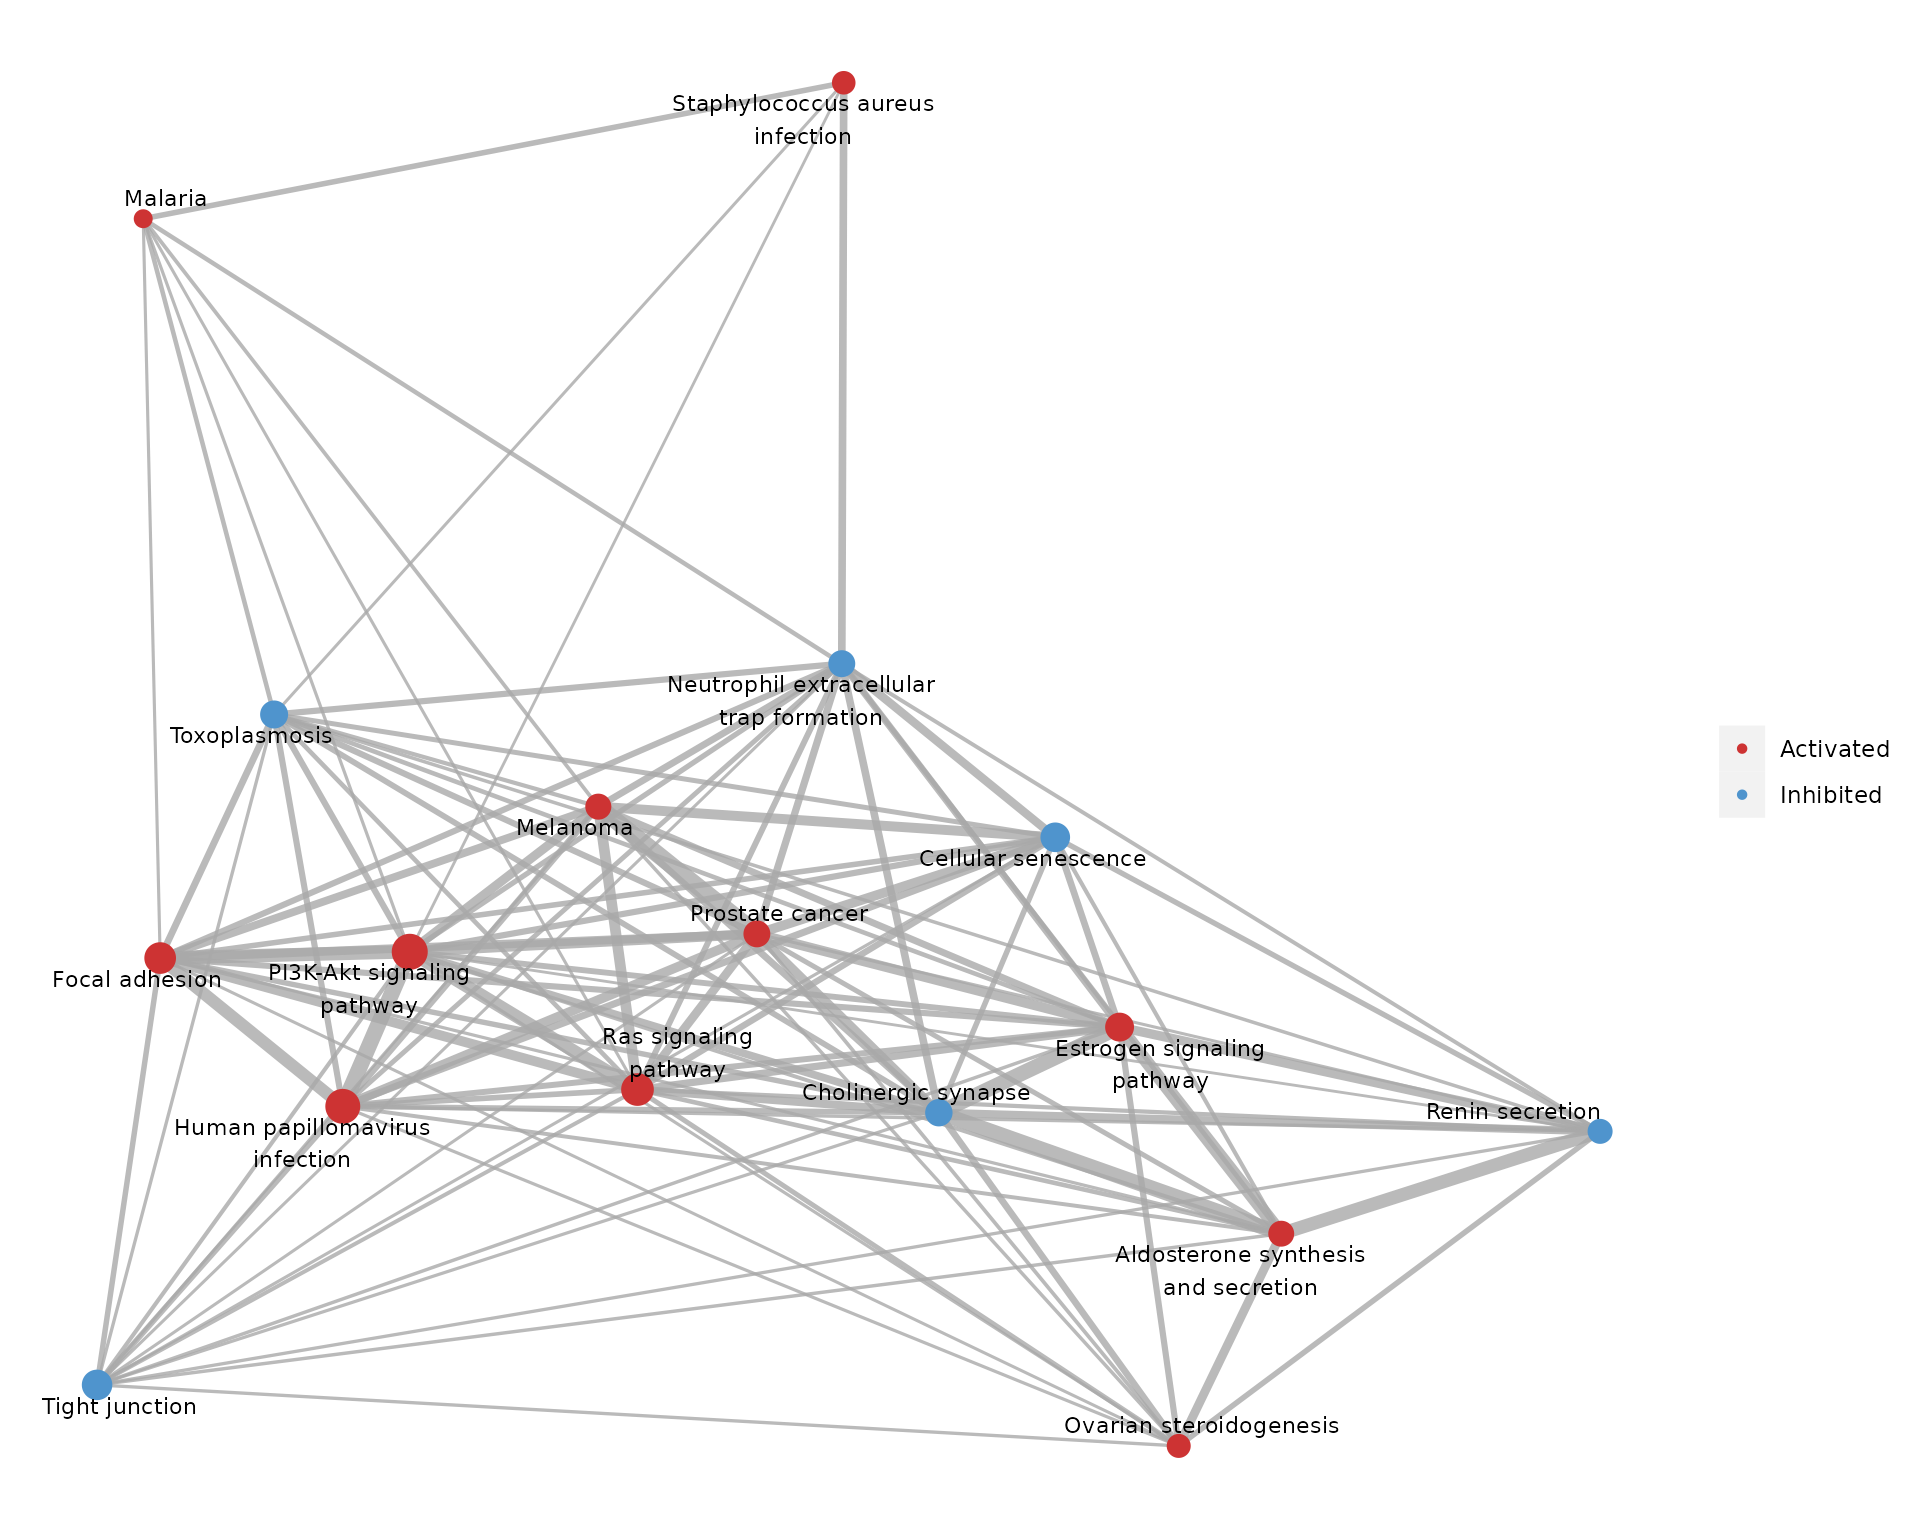 Staphylococcus aureus
infection
Malaria
Neutrophil extracellular
trap formation
Toxoplasmosis
Activated
Inhibited
Melanoma
Cellular senescence
Prostate cancer
Focal adhesion
PI3K-Akt signaling
pathway
Ras signaling
pathway
Estrogen signaling
pathway
Cholinergic synapse
Renin secretion
Human papillomavirus
infection
Aldosterone synthesis
and secretion
Tight junction
Ovarian steroidogenesis